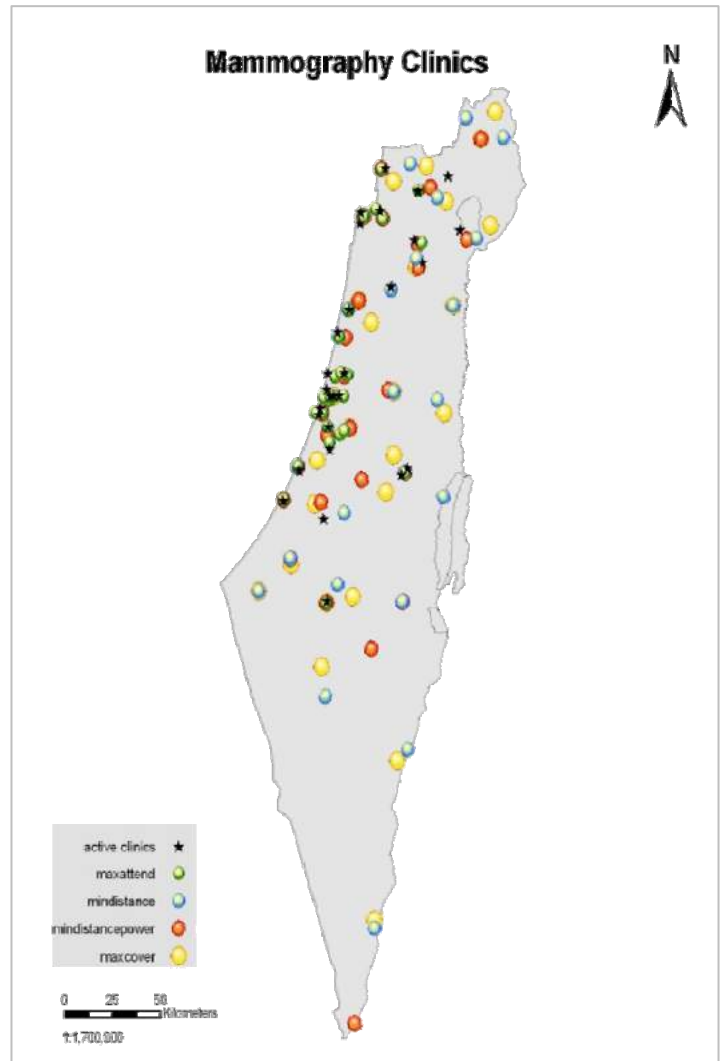 Mammography Clinics
N
active clinics
maxattend
mindistance
mindistancepower
maxcover
0 25 50
Kilometers
1:1,700,000